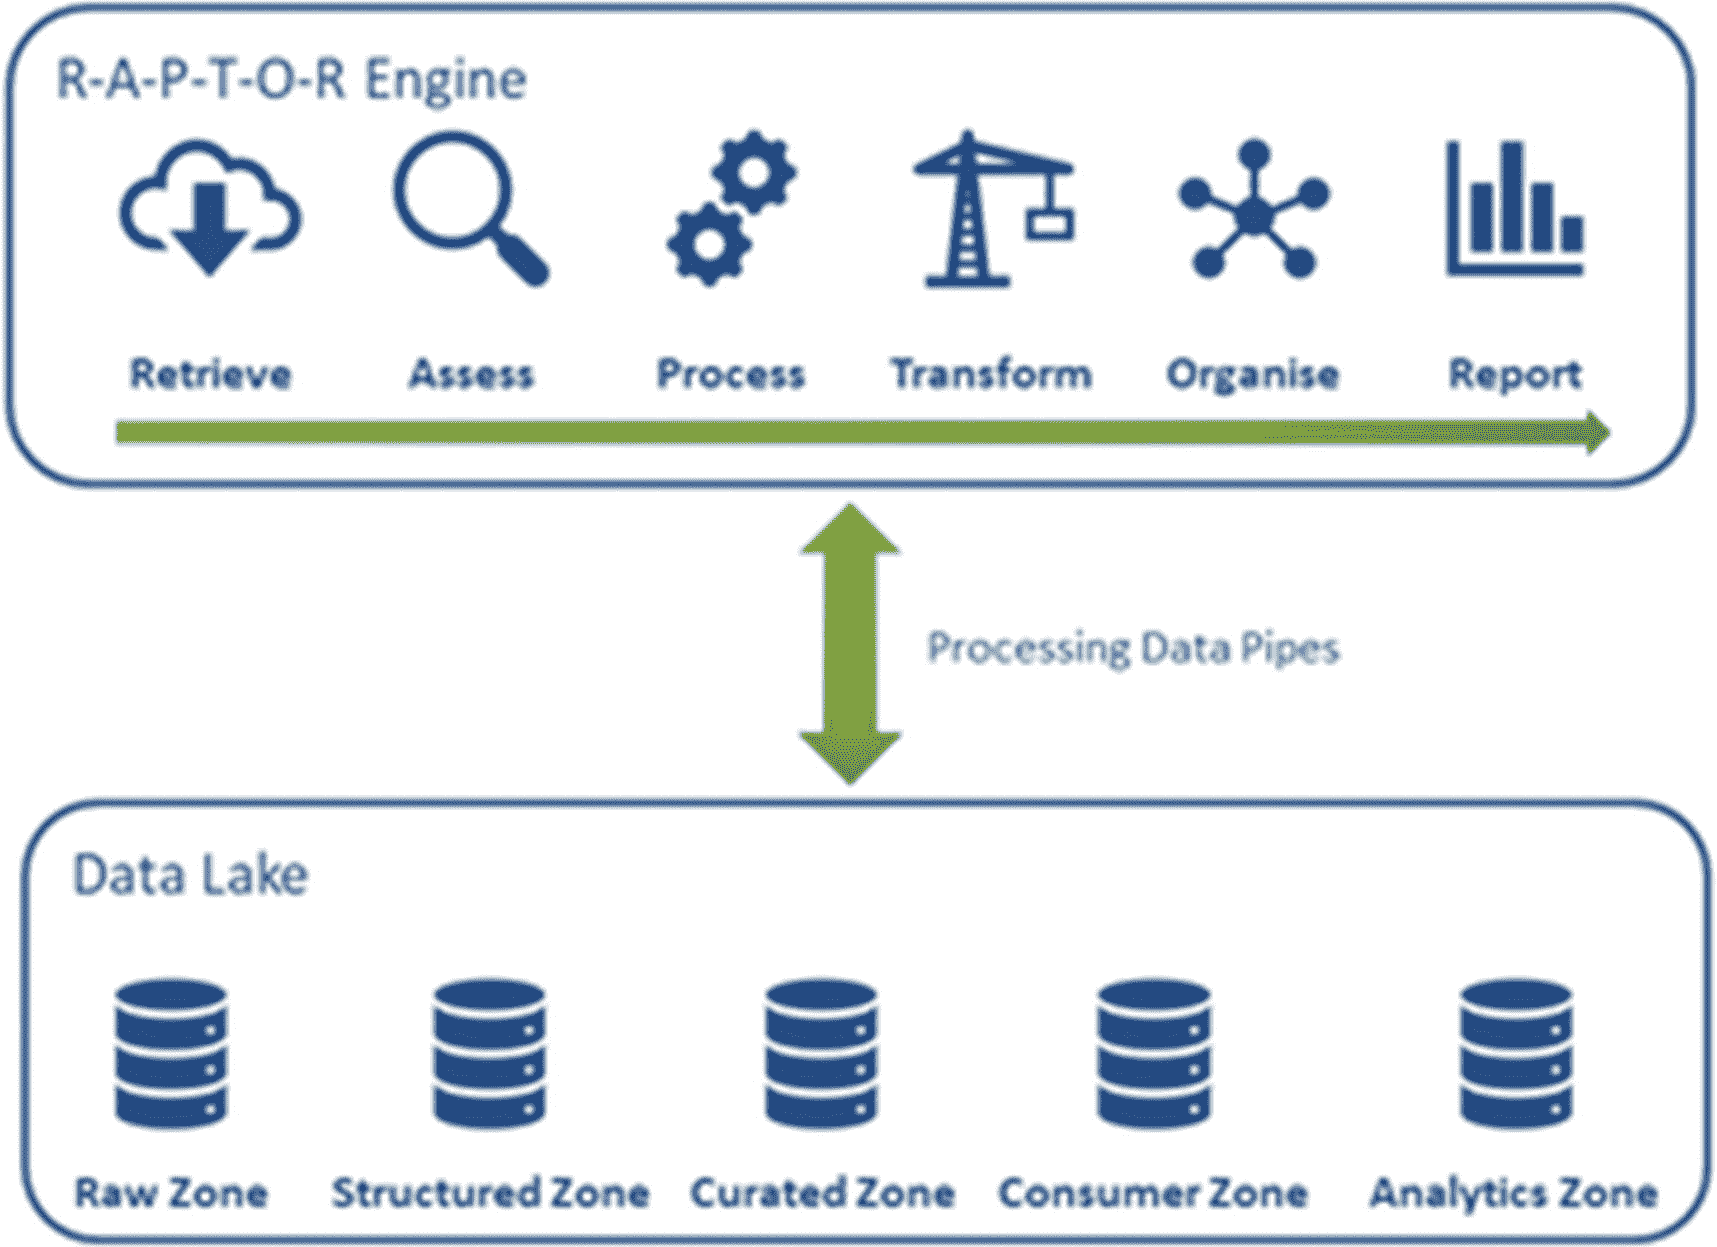 R-A-P-T-O-R Engine
Retrieve Assess Process Transform Organise Report
Processing Data Pipes
Data Lake
Raw Zone Structured Zone Curated Zone Consumer Zone Analytics Zone